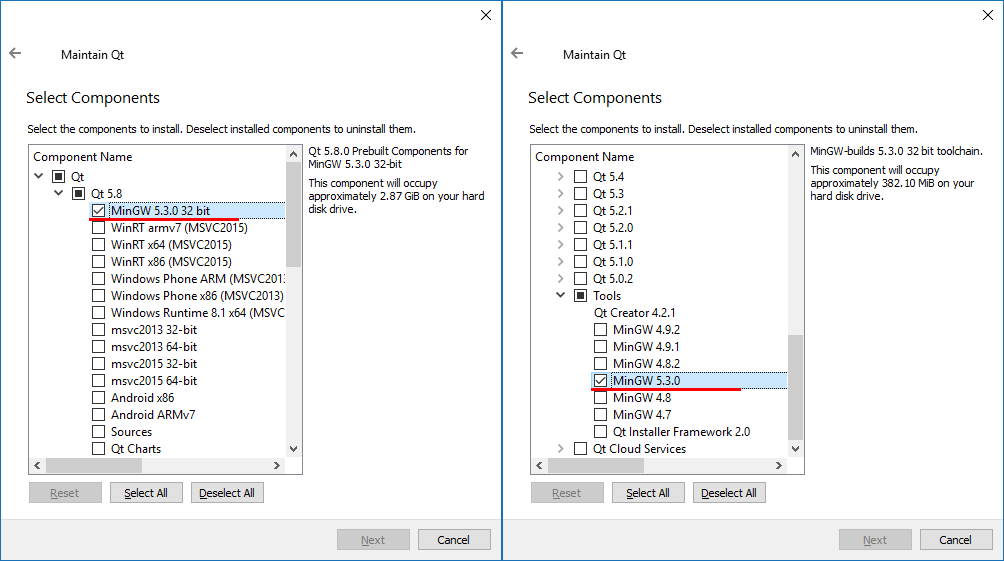 Maintain Qt
Select Components
Select the components to install. Deselect installed components to uninstall them.
Component Name
Qt
Qt 5.8
MinGW 5.3.0 32 bit
WinRT armv7 (MSVC2015)
WinRT x64 (MSVC2015)
WinRT x86 (MSVC2015)
Windows Phone ARM (MSVC201
Windows Phone x86 (MSVC2013)
Windows Runtime 8.1 x64 (MSVC
msvc2013 32-bit
msvc2013 64-bit
msvc2015 32-bit
msvc2015 64-bit
Android x86
Android ARMv7
Sources
Qt Charts
Qt 5.8.0 Prebuilt Components for
MinGW 5.3.0 32-bit
This component will occupy
approximately 2.87 GiB on your hard
disk drive.
Reset
Select All
Deselect All
Next
Cancel
Maintain Qt
Select Components
Select the components to install. Deselect installed components to uninstall them.
Component Name
Qt 5.4
Qt 5.3
Qt 5.2.1
Qt 5.2.0
Qt 5.1.1
Qt 5.1.0
Qt 5.0.2
Tools
Qt Creator 4.2.1
MinGW 4.9.2
MinGW 4.9.1
MinGW 4.8.2
MinGW 5.3.0
MinGW 4.8
MinGW 4.7
Qt Installer Framework 2.0
Qt Cloud Services
MinGW-builds 5.3.0 32 bit toolchain.
This component will occupy
approximately 382.10 MiB on your
hard disk drive.
Reset
Select All
Deselect All
Next
Cancel